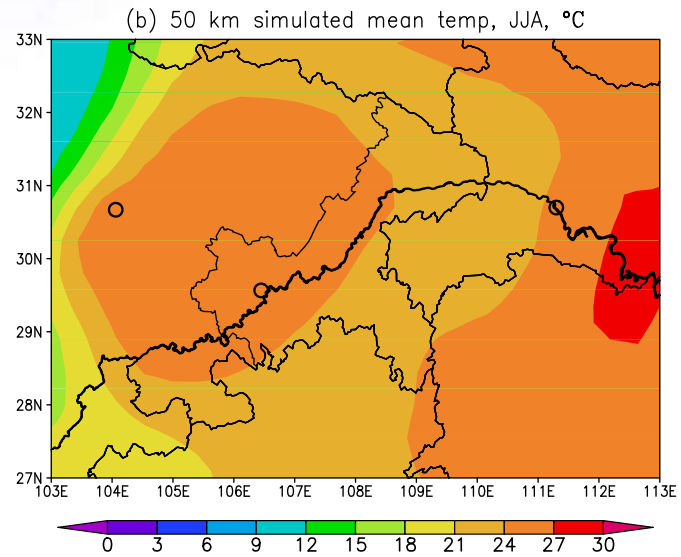 (b) 50 km simulated mean temp, JJA, °C
33N
32N
31N
30N
29N
28N
27N
103E 104E 105E 106E 107E 108E 109E 110E 111E 112E 113E
0 3 6 9 12 15 18 21 24 27 30